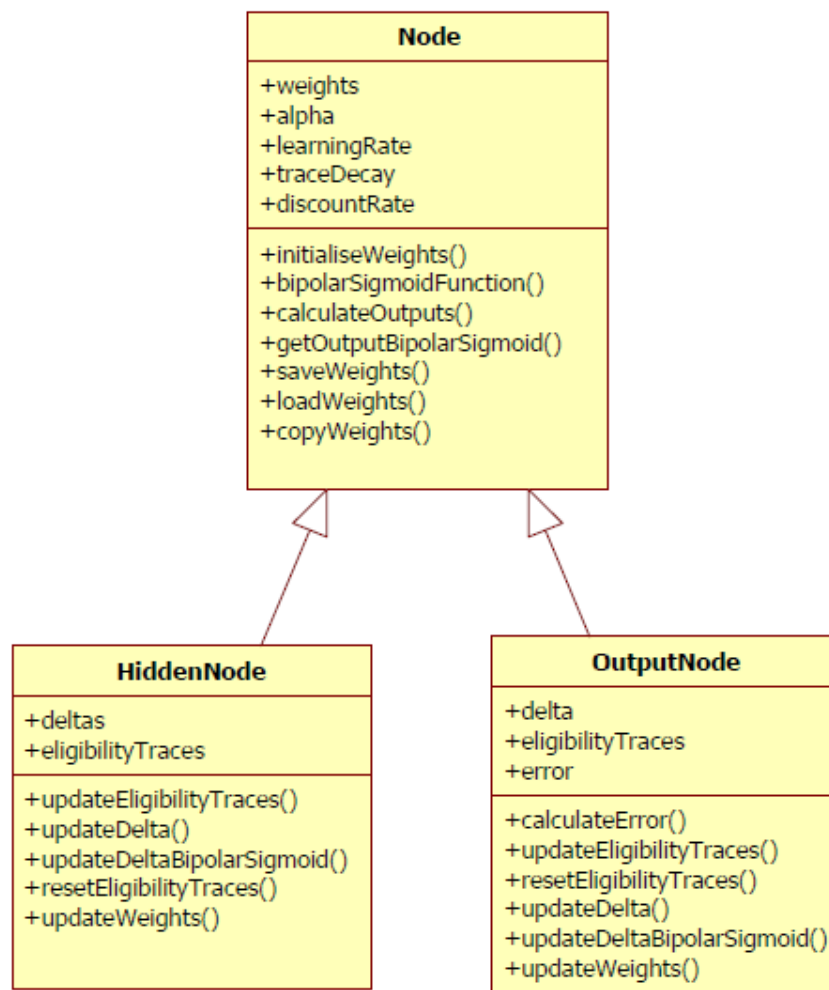 Node
+weights
+alpha
+learningRate
+traceDecay
+discountRate
+initialiseWeights()
+bipolarSigmoidFunction()
+calculateOutputs()
+getOutputBipolarSigmoid()
+saveWeights()
+loadWeights()
+copyWeights()
HiddenNode
+deltas
+eligibilityTraces
+updateEligibilityTraces()
+updateDelta()
+updateDeltaBipolarSigmoid()
+resetEligibilityTraces()
+updateWeights()
OutputNode
+delta
+eligibilityTraces
+error
+calculateError()
+updateEligibilityTraces()
+resetEligibilityTraces()
+updateDelta()
+updateDeltaBipolarSigmoid()
+updateWeights()